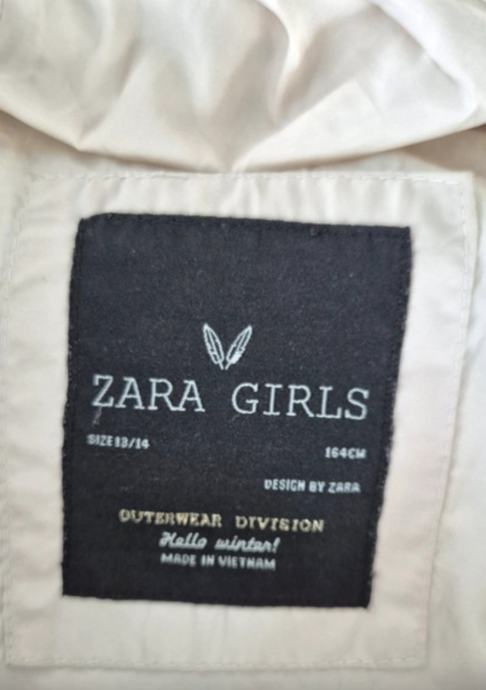 ZARA GIRLS
SIZE 13/14 164CM
DESIGN BY ZARA
OUTERWEAR DIVISION
Hello winter!
MADE IN VIETNAM